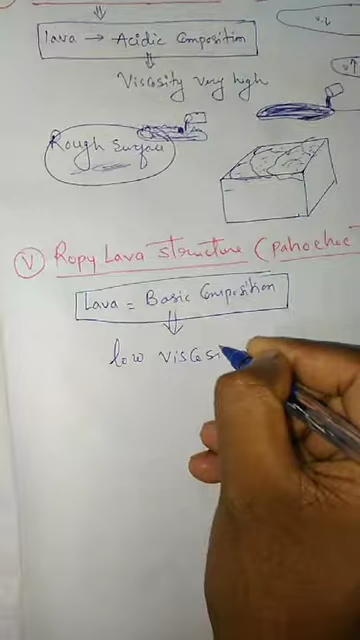 lava → Acidic Composition
Viscosity very high
Rough Surface
V Ropy Lava structure (Pahoehoe
Lava = Basic Composition
low viscosi